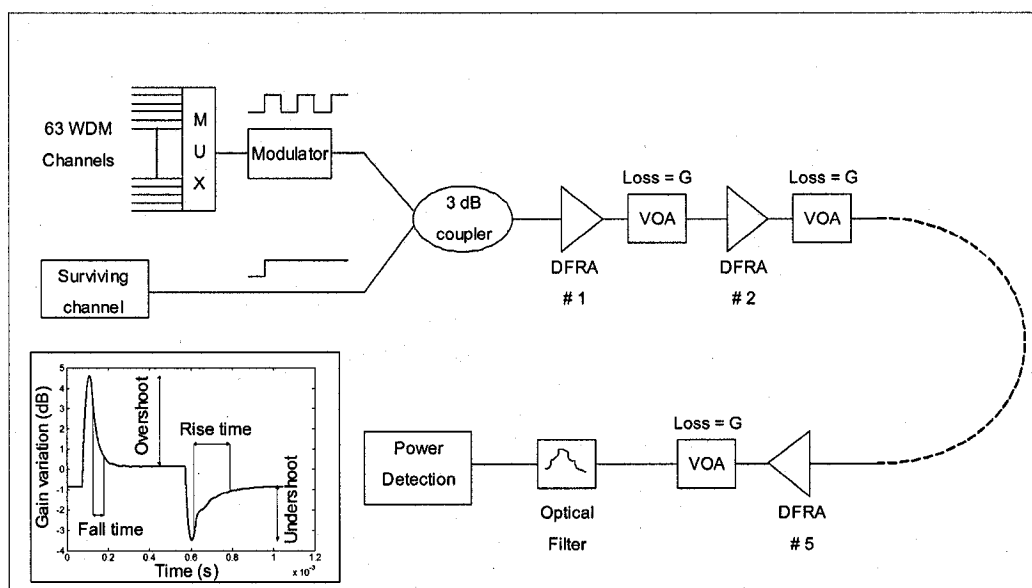 63 WDM
Channels
M
U
X
Modulator
Surviving
channel
3 dB
coupler
DFRA
# 1
Loss = G
VOA
DFRA
# 2
Loss = G
VOA
DFRA
# 5
Loss = G
VOA
Optical
Filter
Power
Detection
Gain variation (dB)
5
4
3
2
1
0
-1
-2
-3
-4
Overshoot
Fall time
Rise time
Undershoot
0 0.2 0.4 0.6 0.8 1 1.2
Time (s)
x 10⁻³